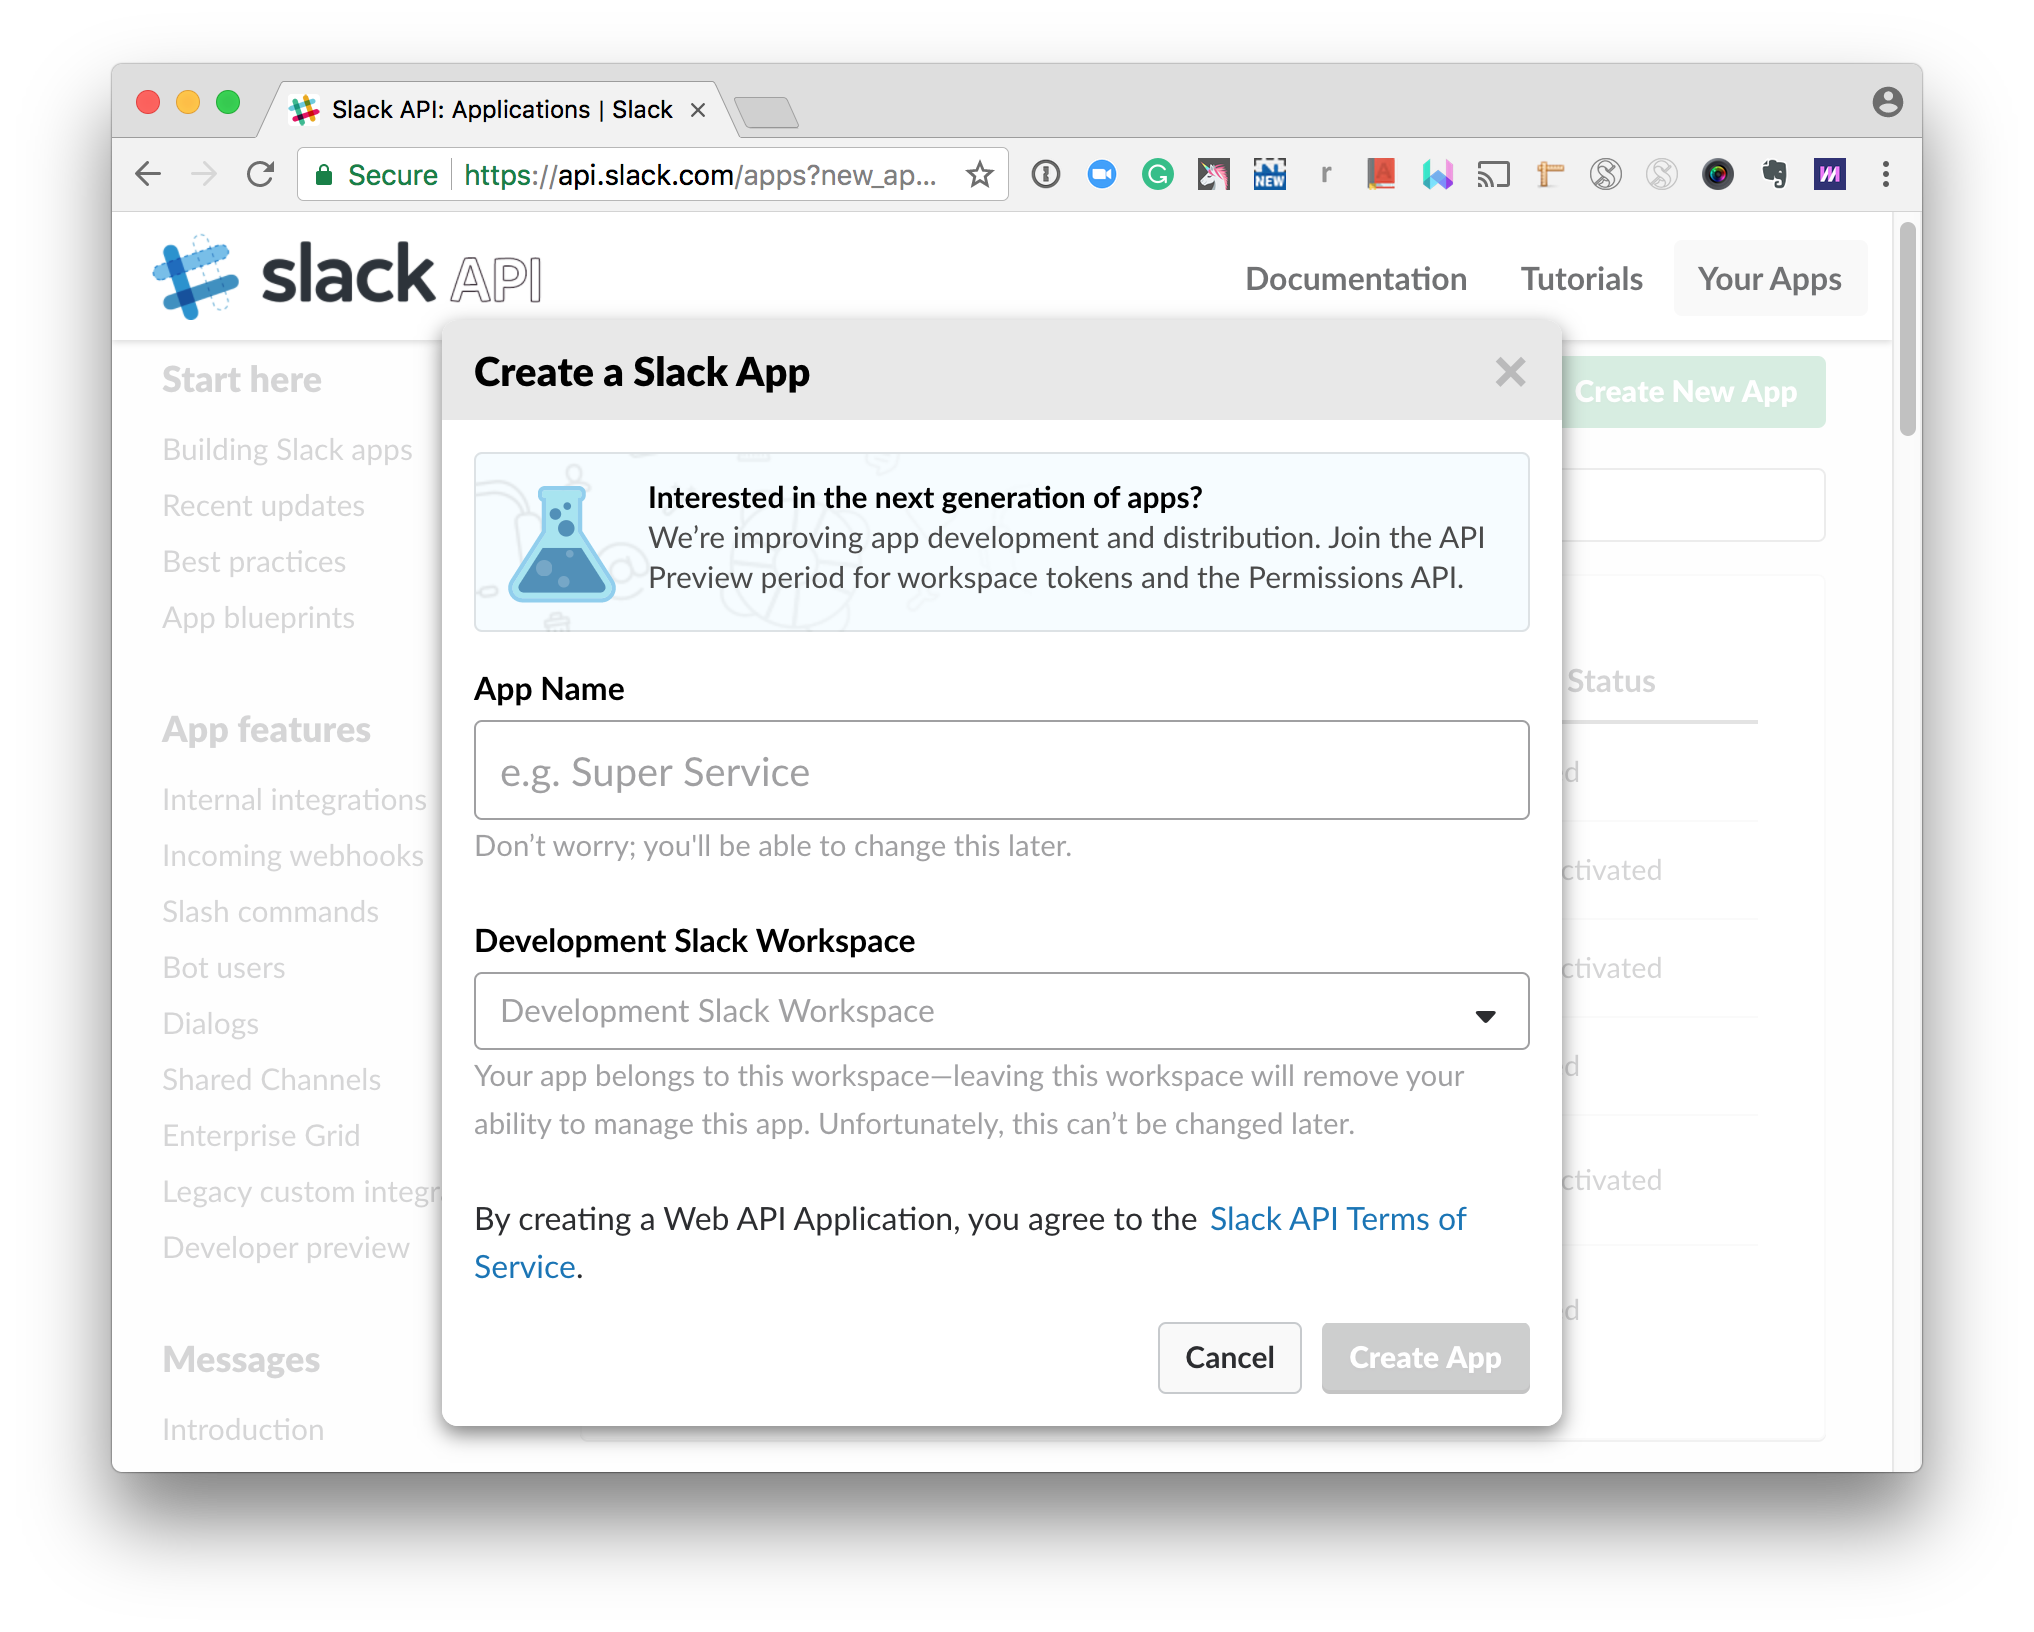 Slack API: Applications | Slack
Secure https://api.slack.com/apps?new_ap...
NEW
r
A
slack API
Documentation Tutorials Your Apps
Start here
Building Slack apps
Recent updates
Best practices
App blueprints
App features
Internal integrations
Incoming webhooks
Slash commands
Bot users
Dialogs
Shared Channels
Enterprise Grid
Legacy custom integr
Developer preview
Messages
Introduction
Create a Slack App
Create New App
Interested in the next generation of apps?
We’re improving app development and distribution. Join the API
Preview period for workspace tokens and the Permissions API.
App Name
e.g. Super Service
Don’t worry; you'll be able to change this later.
Development Slack Workspace
Development Slack Workspace
Your app belongs to this workspace—leaving this workspace will remove your
ability to manage this app. Unfortunately, this can’t be changed later.
By creating a Web API Application, you agree to the Slack API Terms of
Service.
Cancel Create App
Status
d
ctivated
ctivated
d
ctivated
d